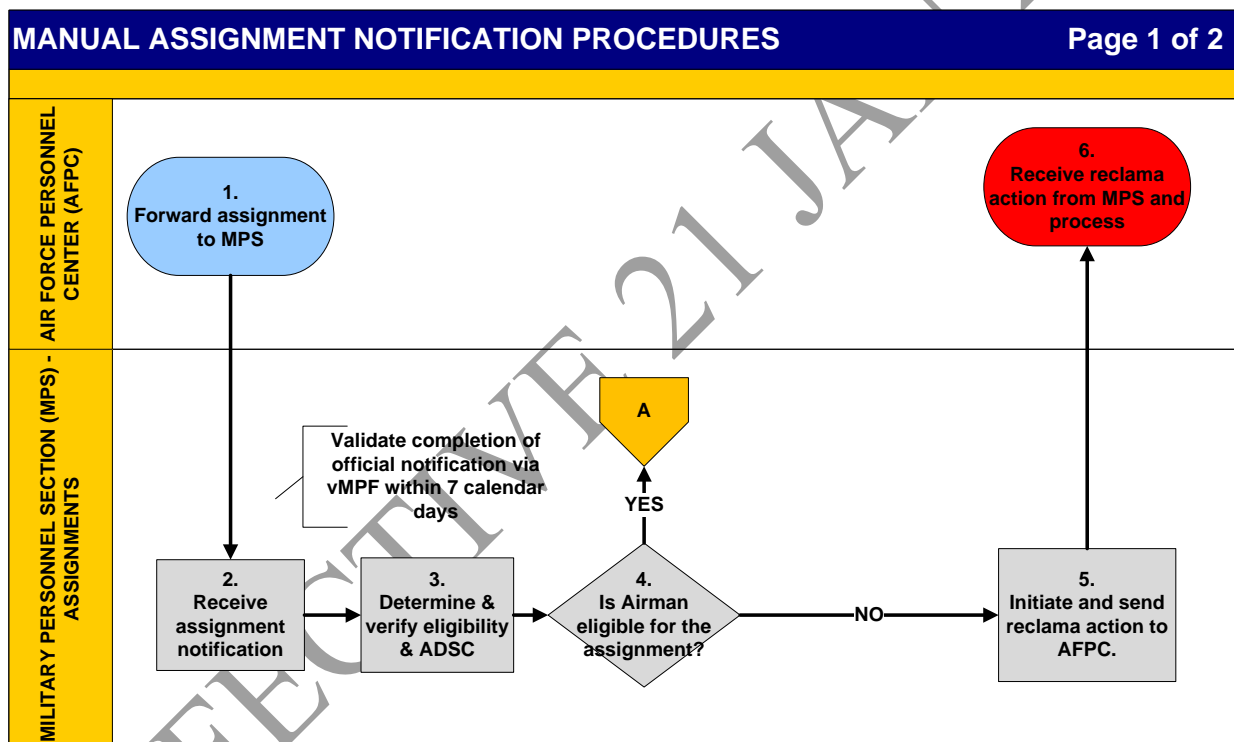 MANUAL ASSIGNMENT NOTIFICATION PROCEDURES
Page 1 of 2
AIR FORCE PERSONNEL
CENTER (AFPC)
1.
Forward assignment
to MPS
6.
Receive reclama
action from MPS and
process
MILITARY PERSONNEL SECTION (MPS) -
ASSIGNMENTS
Validate completion of
official notification via
vMPF within 7 calendar
days
A
YES
2.
Receive
assignment
notification
3.
Determine &
verify eligibility
& ADSC
4.
Is Airman
eligible for the
assignment?
NO
5.
Initiate and send
reclama action to
AFPC.
ECTIVE 21 JA